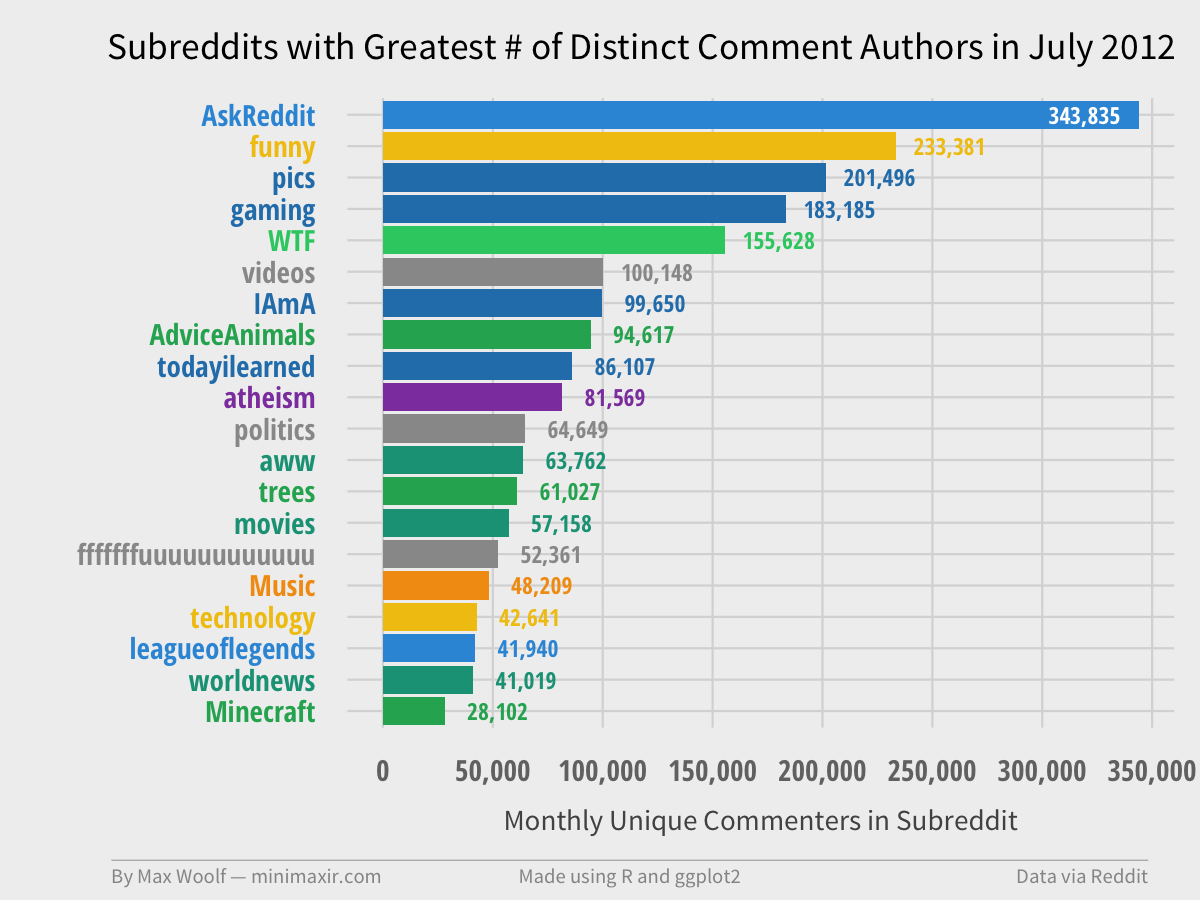 Subreddits with Greatest # of Distinct Comment Authors in July 2012
AskReddit 343,835
funny 233,381
pics 201,496
gaming 183,185
WTF 155,628
videos 100,148
IAmA 99,650
AdviceAnimals 94,617
todayilearned 86,107
atheism 81,569
politics 64,649
aww 63,762
trees 61,027
movies 57,158
fffffffuuuuuuuuuuuu 52,361
Music 48,209
technology 42,641
leagueoflegends 41,940
worldnews 41,019
Minecraft 28,102
0 50,000 100,000 150,000 200,000 250,000 300,000 350,000
Monthly Unique Commenters in Subreddit
By Max Woolf — minimaxir.com Made using R and ggplot2 Data via Reddit